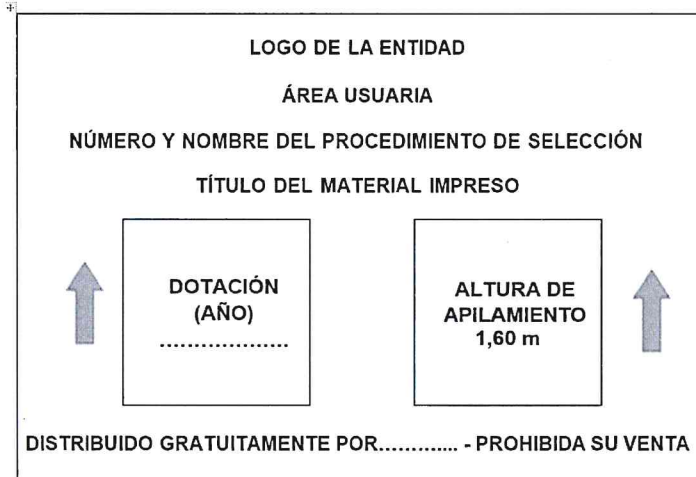 LOGO DE LA ENTIDAD
ÁREA USUARIA
NÚMERO Y NOMBRE DEL PROCEDIMIENTO DE SELECCIÓN
TÍTULO DEL MATERIAL IMPRESO
DOTACIÓN
(AÑO)
...................
ALTURA DE
APILAMIENTO
1,60 m
DISTRIBUIDO GRATUITAMENTE POR............. - PROHIBIDA SU VENTA